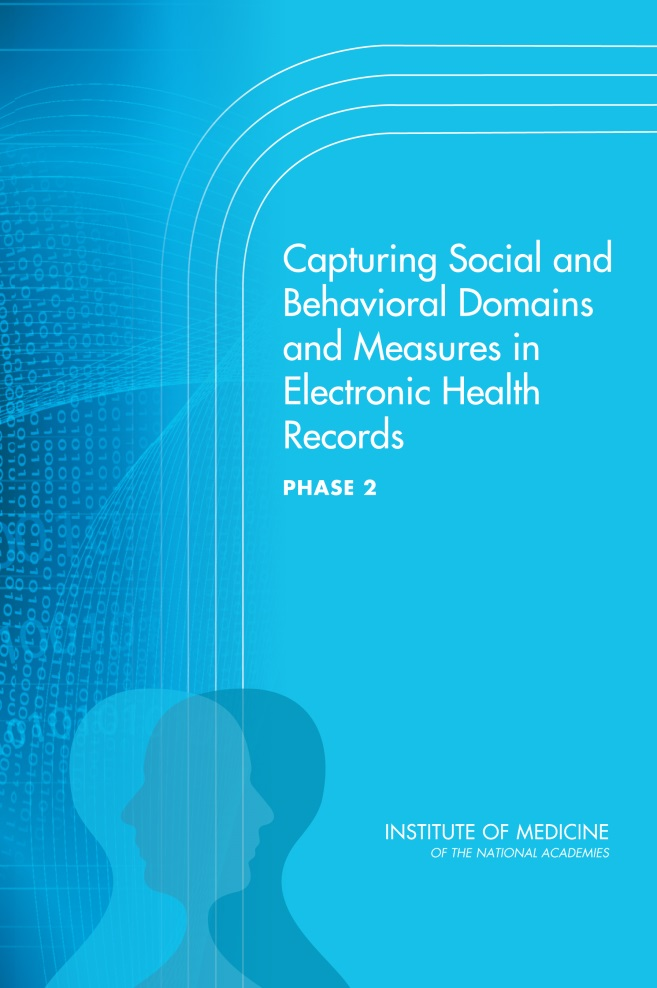 Capturing Social and
Behavioral Domains
and Measures in
Electronic Health
Records
PHASE 2
INSTITUTE OF MEDICINE
OF THE NATIONAL ACADEMIES